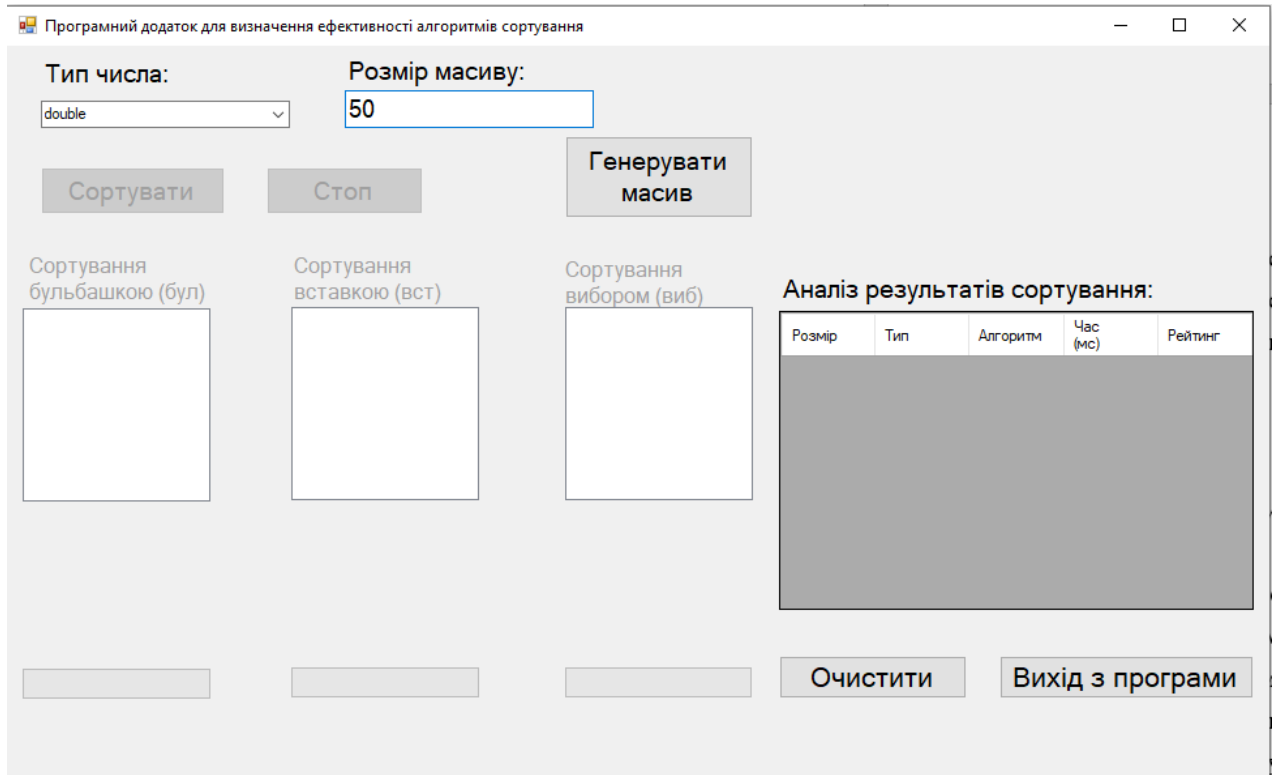 Програмний додаток для визначення ефективності алгоритмів сортування
Тип числа:
Розмір масиву:
double
50
Генерувати
масив
Сортувати
Стоп
Сортування
бульбашкою (бул)
Сортування
вставкою (вст)
Сортування
вибором (виб)
Аналіз результатів сортування:
Розмір
Тип
Алгоритм
Час
(мс)
Рейтинг
Очистити
Вихід з програми